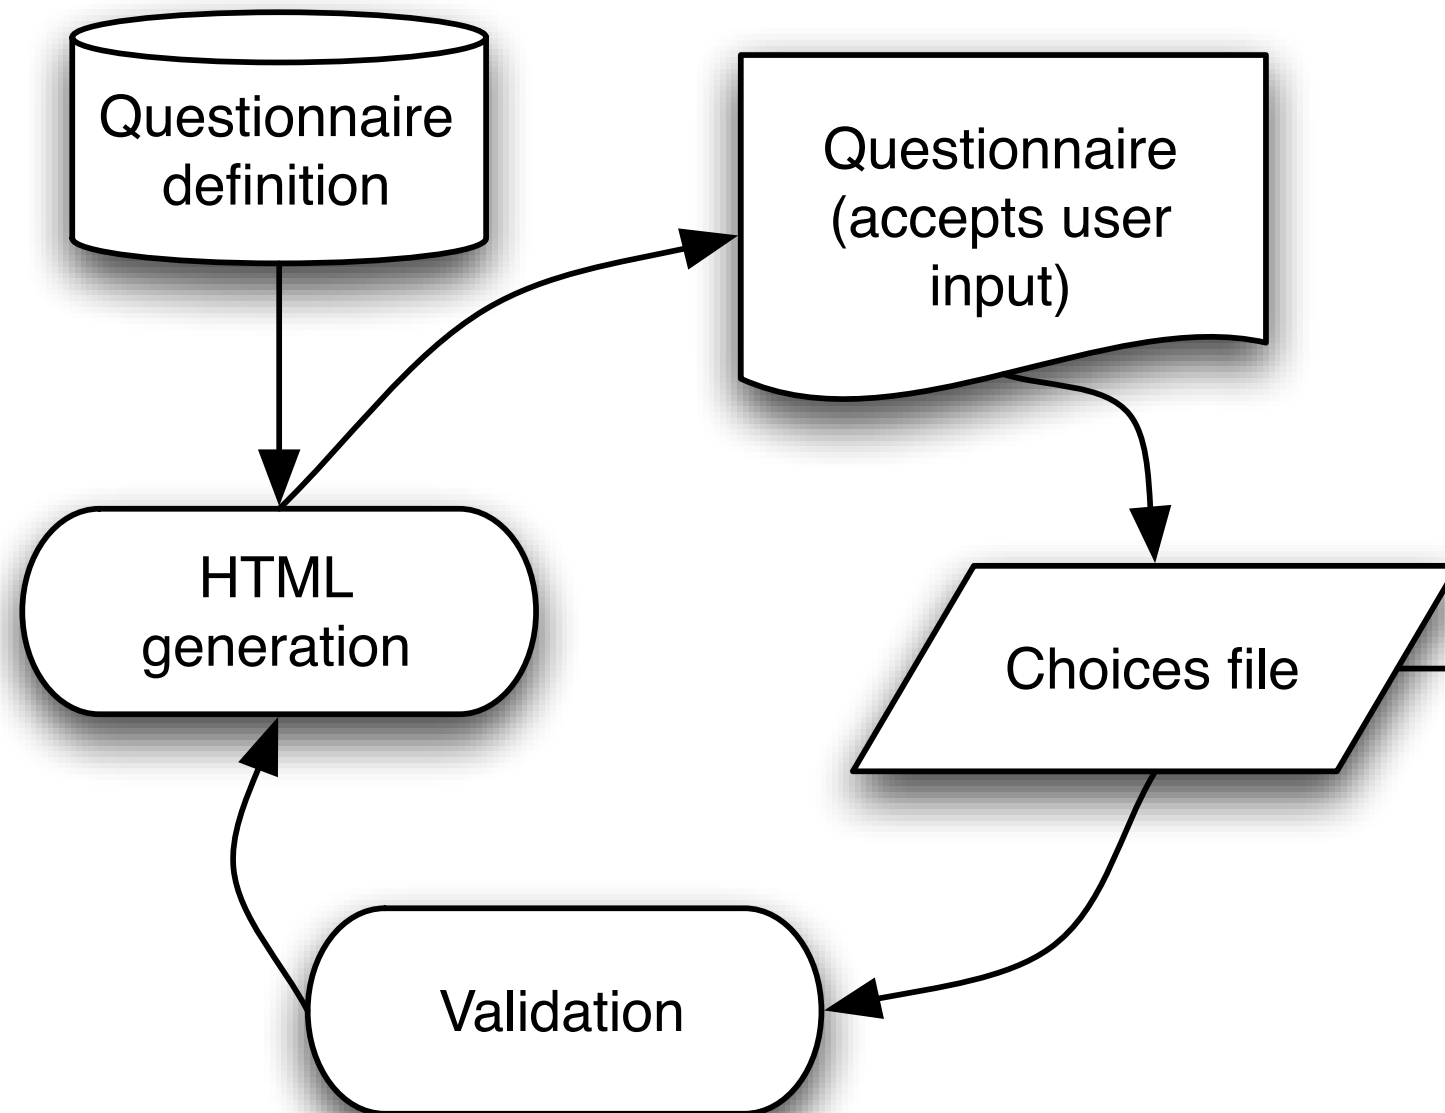 Questionnaire
definition
Questionnaire
(accepts user
input)
HTML
generation
Choices file
Validation